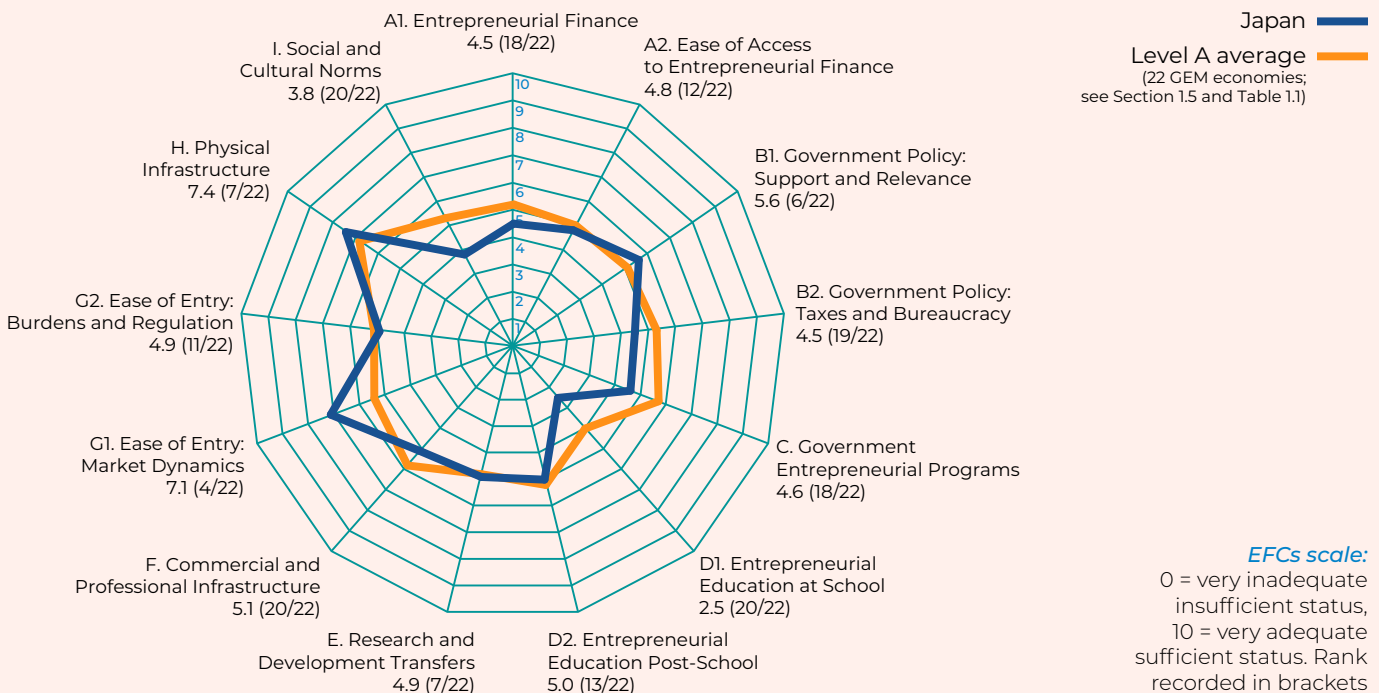 A1. Entrepreneurial Finance
4.5 (18/22)
A2. Ease of Access
to Entrepreneurial Finance
4.8 (12/22)
B1. Government Policy:
Support and Relevance
5.6 (6/22)
B2. Government Policy:
Taxes and Bureaucracy
4.5 (19/22)
C. Government
Entrepreneurial Programs
4.6 (18/22)
D1. Entrepreneurial
Education at School
2.5 (20/22)
D2. Entrepreneurial
Education Post-School
5.0 (13/22)
E. Research and
Development Transfers
4.9 (7/22)
F. Commercial and
Professional Infrastructure
5.1 (20/22)
G1. Ease of Entry:
Market Dynamics
7.1 (4/22)
G2. Ease of Entry:
Burdens and Regulation
4.9 (11/22)
H. Physical
Infrastructure
7.4 (7/22)
I. Social and
Cultural Norms
3.8 (20/22)
10
9
8
7
6
5
4
3
2
1
Japan
Level A average
(22 GEM economies;
see Section 1.5 and Table 1.1)
EFCs scale:
0 = very inadequate
insufficient status,
10 = very adequate
sufficient status. Rank
recorded in brackets